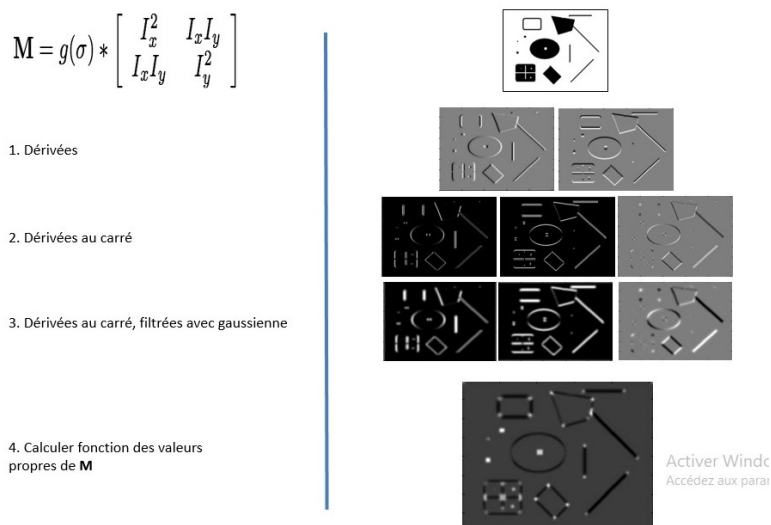 M = g(σ) * [ I_x^2 I_xI_y
I_xI_y I_y^2 ]
1. Dérivées
2. Dérivées au carré
3. Dérivées au carré, filtrées avec gaussienne
4. Calculer fonction des valeurs
propres de M
Activer Windo
Accédez aux param